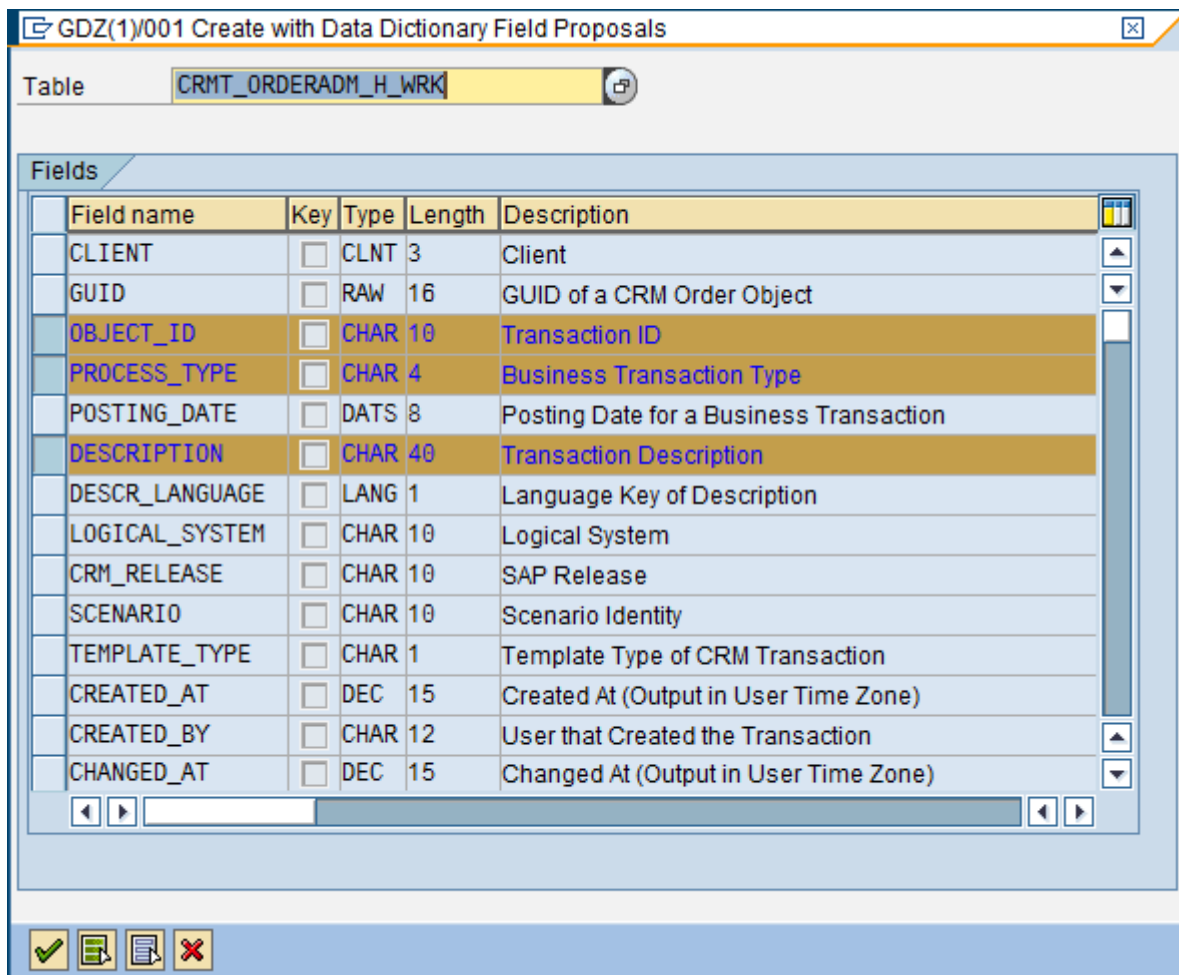 GDZ(1)/001 Create with Data Dictionary Field Proposals
Table CRMT_ORDERADM_H_WRK
Fields
Field name Key Type Length Description
CLIENT CLNT 3 Client
GUID RAW 16 GUID of a CRM Order Object
OBJECT_ID CHAR 10 Transaction ID
PROCESS_TYPE CHAR 4 Business Transaction Type
POSTING_DATE DATS 8 Posting Date for a Business Transaction
DESCRIPTION CHAR 40 Transaction Description
DESCR_LANGUAGE LANG 1 Language Key of Description
LOGICAL_SYSTEM CHAR 10 Logical System
CRM_RELEASE CHAR 10 SAP Release
SCENARIO CHAR 10 Scenario Identity
TEMPLATE_TYPE CHAR 1 Template Type of CRM Transaction
CREATED_AT DEC 15 Created At (Output in User Time Zone)
CREATED_BY CHAR 12 User that Created the Transaction
CHANGED_AT DEC 15 Changed At (Output in User Time Zone)